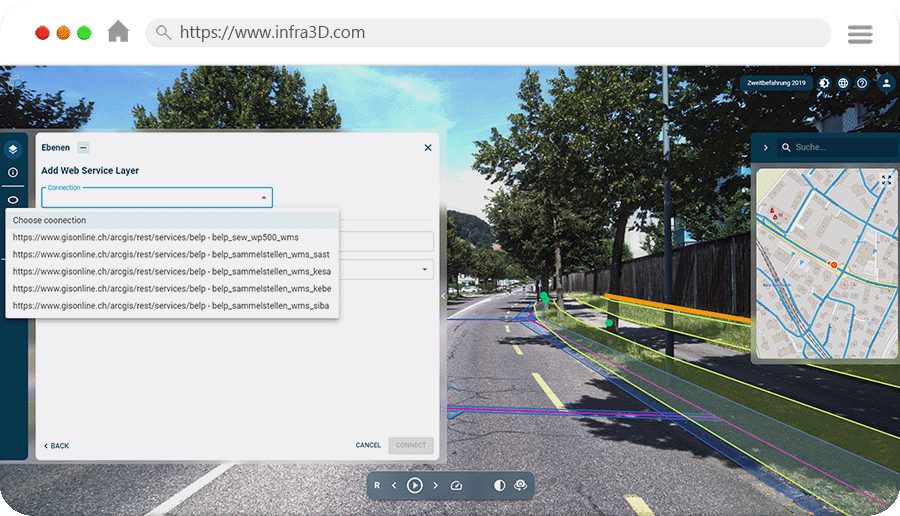 https://www.infra3D.com
Zweitbefahrung 2019
Ebenen
Add Web Service Layer
Connection
Choose coonection
https://www.gisonline.ch/arcgis/rest/services/belp - belp_sew_wp500_wms
https://www.gisonline.ch/arcgis/rest/services/belp - belp_sammelstellen_wms_sast
https://www.gisonline.ch/arcgis/rest/services/belp - belp_sammelstellen_wms_kesa
https://www.gisonline.ch/arcgis/rest/services/belp - belp_sammelstellen_wms_kebe
https://www.gisonline.ch/arcgis/rest/services/belp - belp_sammelstellen_wms_siba
BACK
CANCEL
CONNECT
Suche...
R